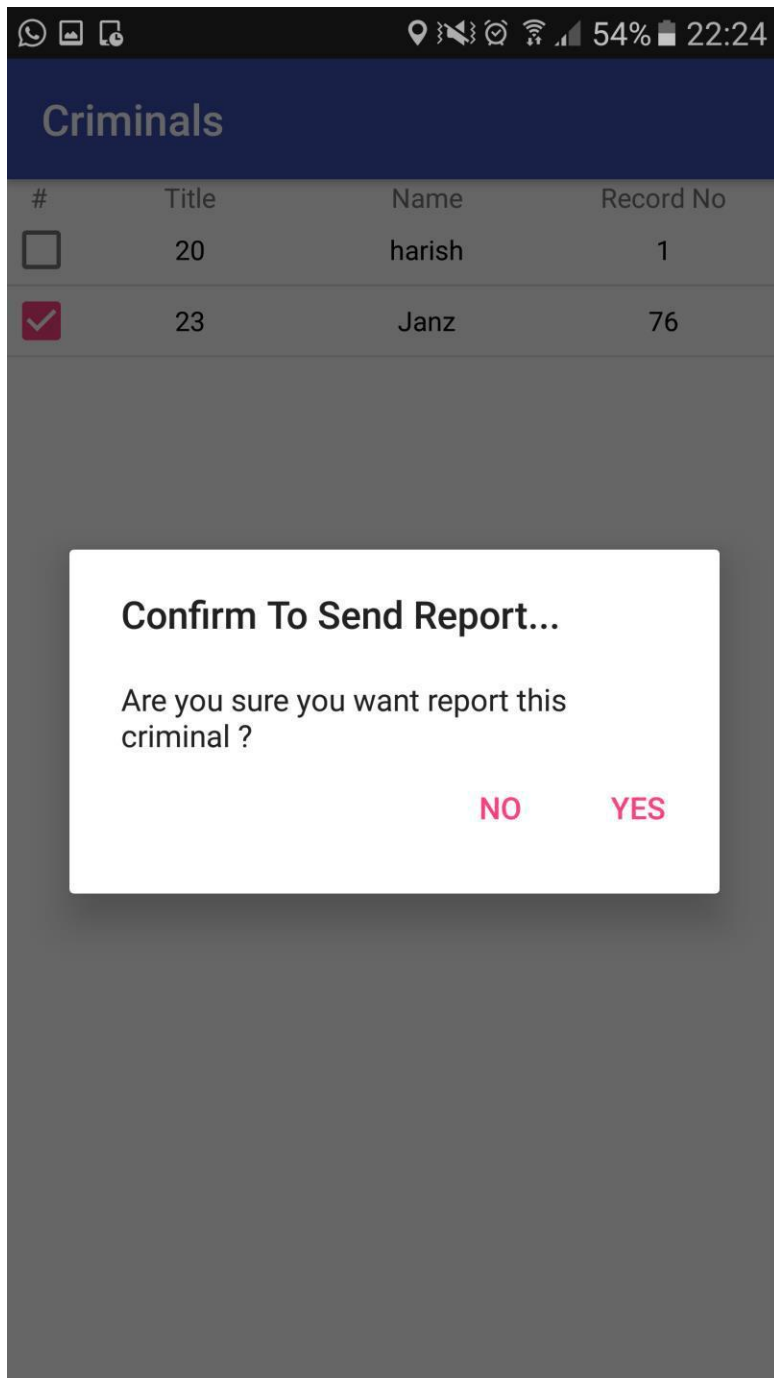 54% 22:24
Criminals
# Title Name Record No
20 harish 1
23 Janz 76
Confirm To Send Report...
Are you sure you want report this
criminal ?
NO YES